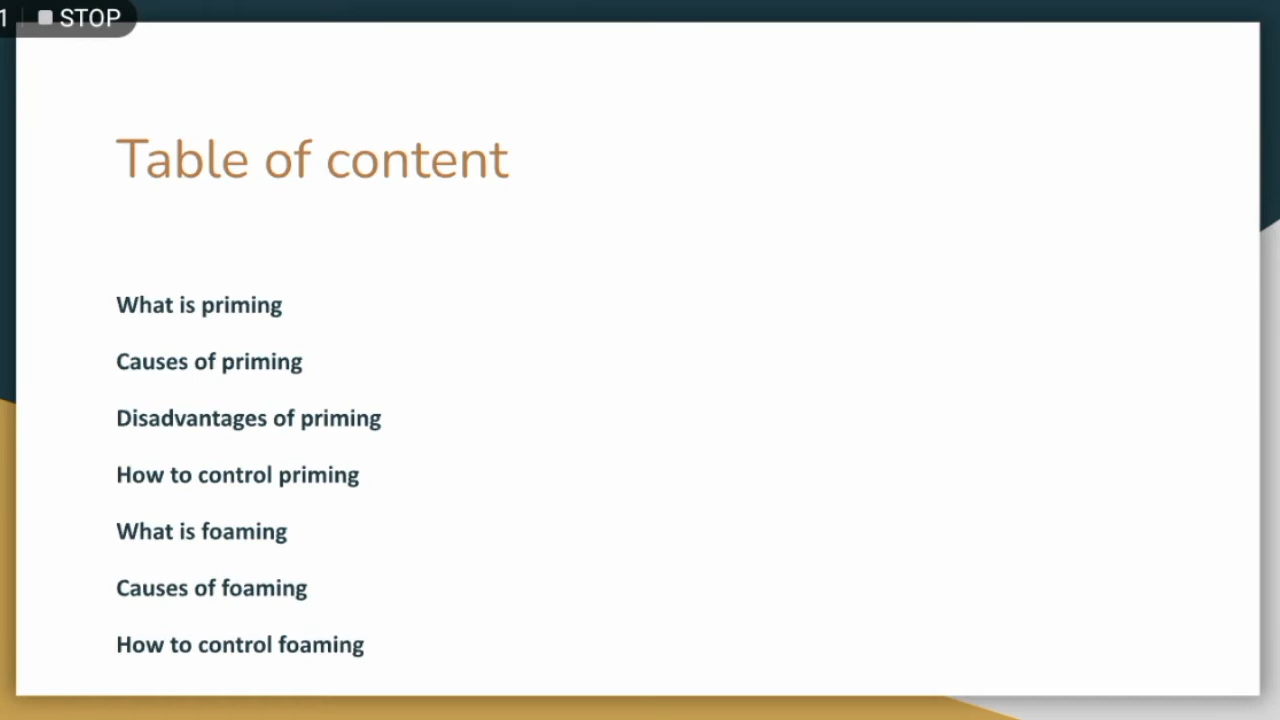 1 STOP
Table of content
What is priming
Causes of priming
Disadvantages of priming
How to control priming
What is foaming
Causes of foaming
How to control foaming